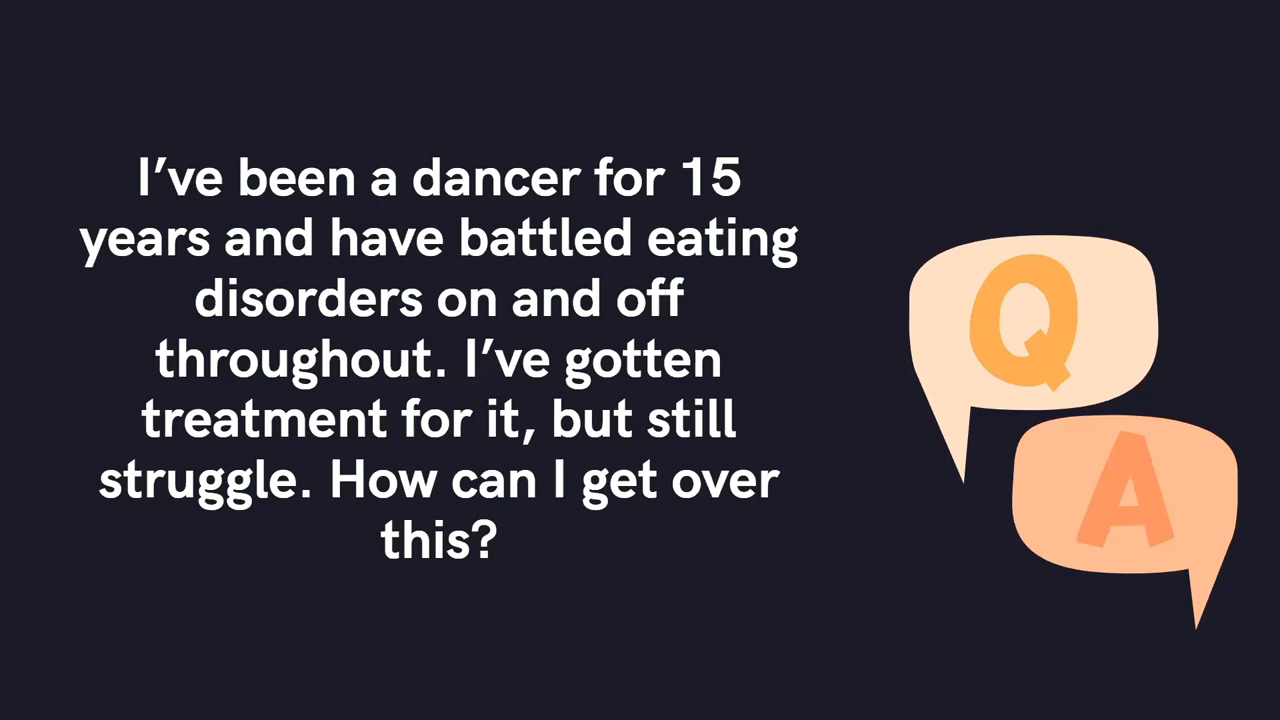 I’ve been a dancer for 15
years and have battled eating
disorders on and off
throughout. I’ve gotten
treatment for it, but still
struggle. How can I get over
this?
Q
A